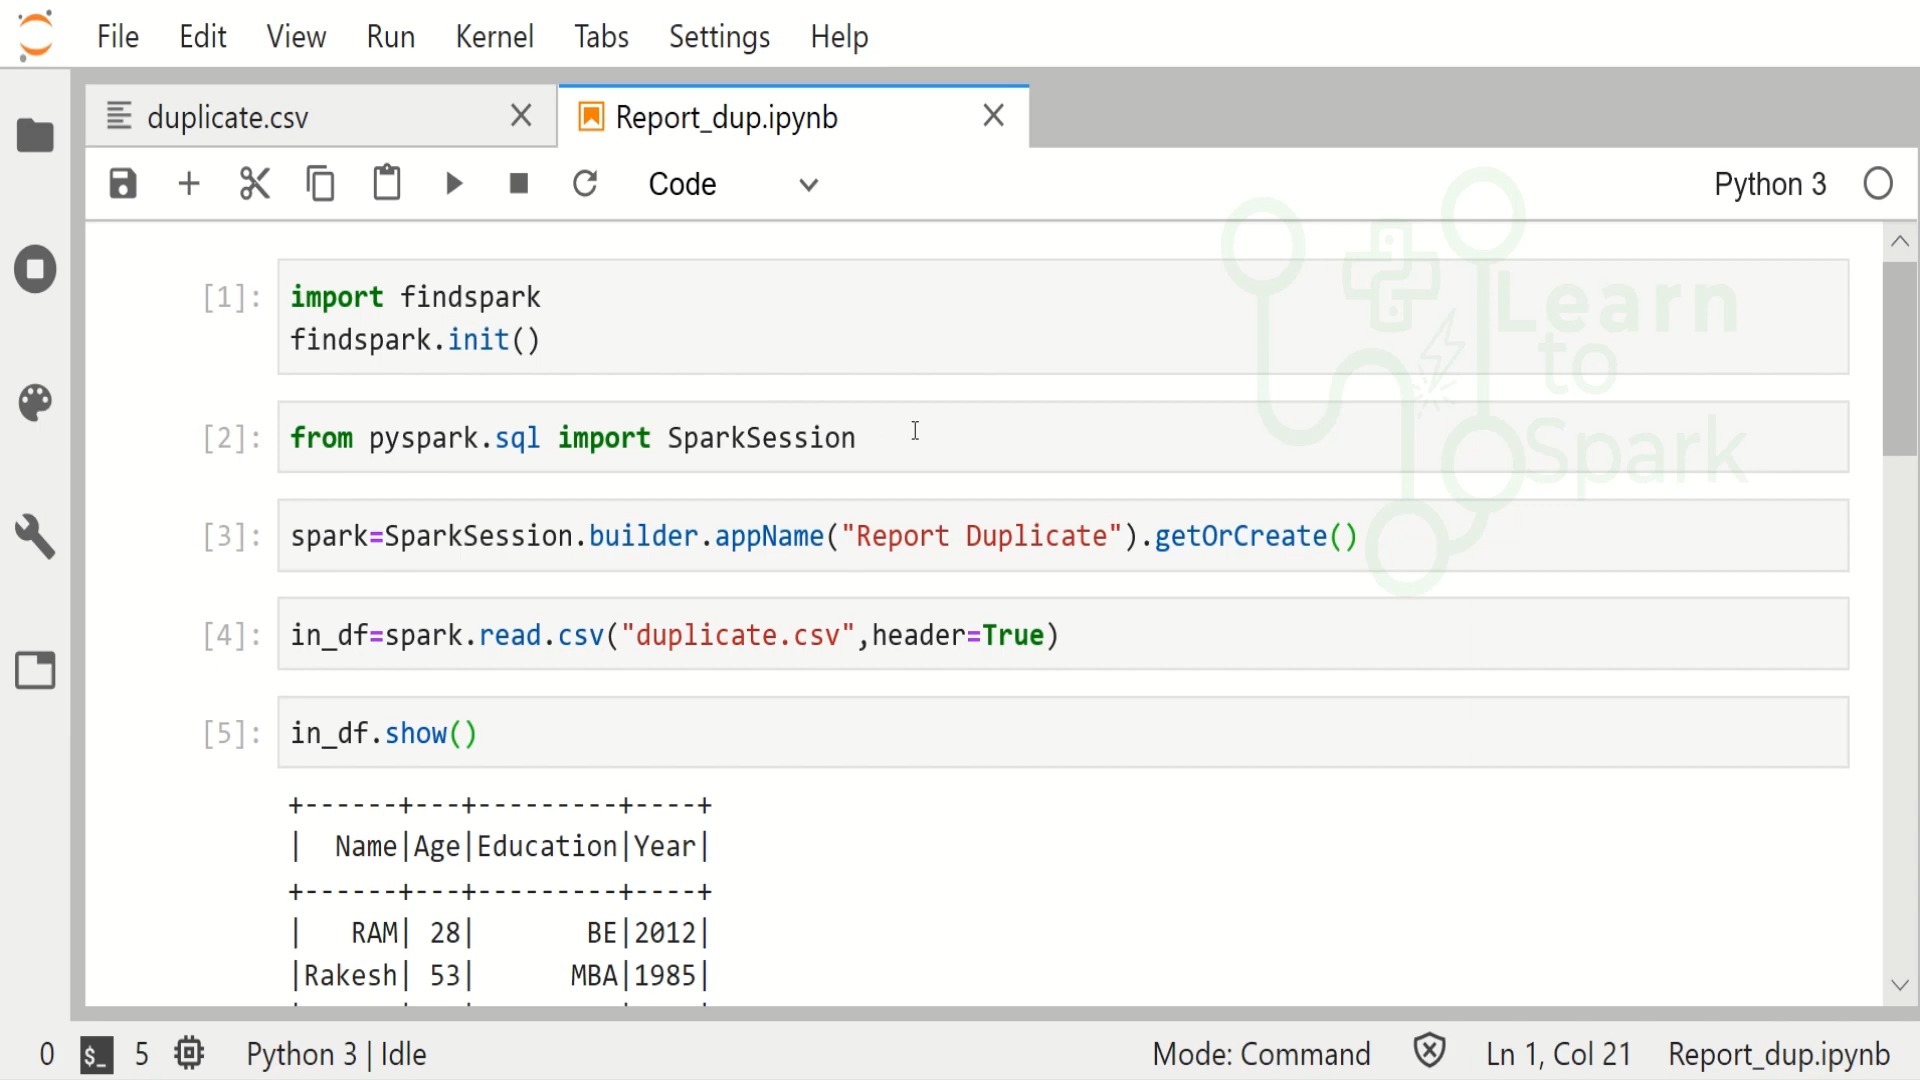 File Edit View Run Kernel Tabs Settings Help
duplicate.csv Report_dup.ipynb
Code Python 3
Learn
to
Spark
[1]: import findspark
findspark.init()
[2]: from pyspark.sql import SparkSession
[3]: spark=SparkSession.builder.appName("Report Duplicate").getOrCreate()
[4]: in_df=spark.read.csv("duplicate.csv",header=True)
[5]: in_df.show()
+------+---+---------+----+
|  Name|Age|Education|Year|
+------+---+---------+----+
|   RAM| 28|       BE|2012|
|Rakesh| 53|      MBA|1985|
0 $_ 5 Python 3 | Idle Mode: Command Ln 1, Col 21 Report_dup.ipynb